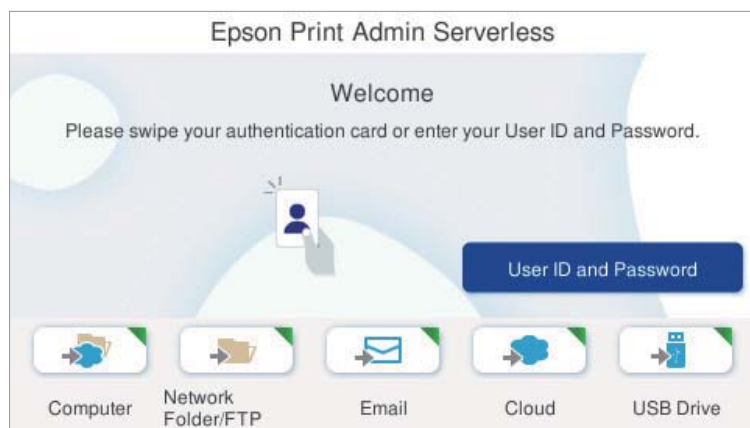 Epson Print Admin Serverless
Welcome
Please swipe your authentication card or enter your User ID and Password.
User ID and Password
Computer
Network
Folder/FTP
Email
Cloud
USB Drive